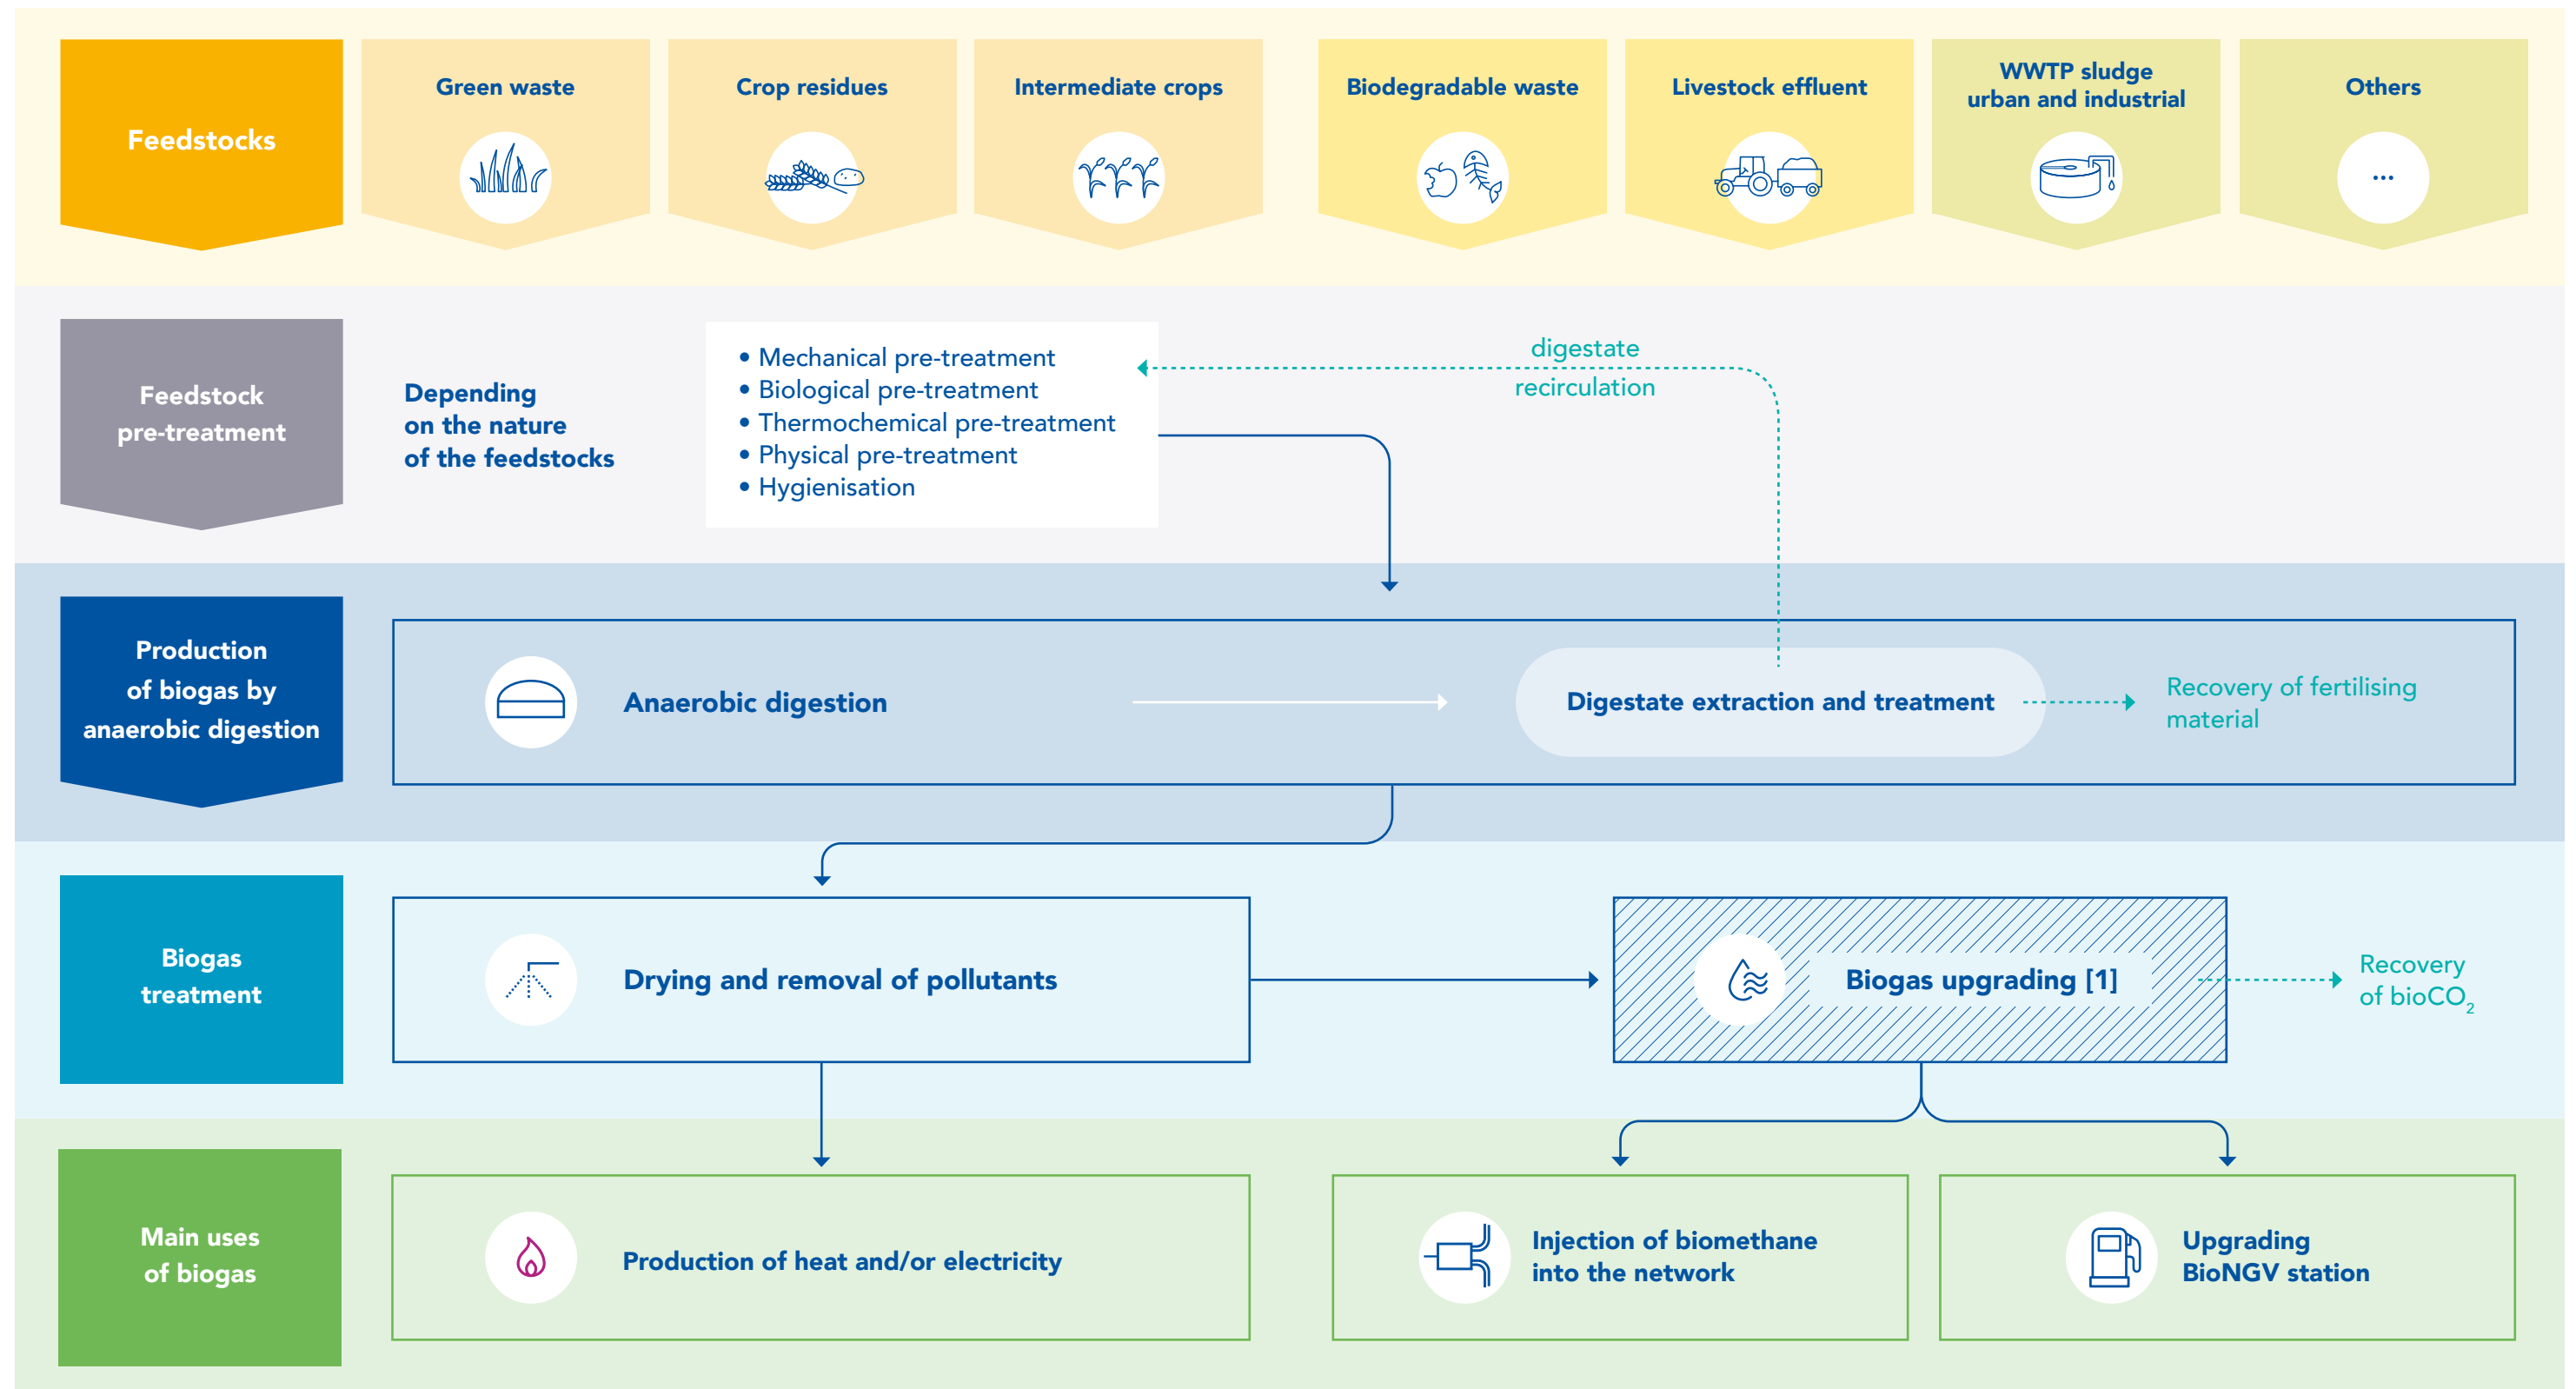 Feedstocks
Green waste
Crop residues
Intermediate crops
Biodegradable waste
Livestock effluent
WWTP sludge
urban and industrial
Others
...
Feedstock
pre-treatment
Depending
on the nature
of the feedstocks
• Mechanical pre-treatment
• Biological pre-treatment
• Thermochemical pre-treatment
• Physical pre-treatment
• Hygienisation
digestate
recirculation
Production
of biogas by
anaerobic digestion
Anaerobic digestion
Digestate extraction and treatment
Recovery of fertilising
material
Biogas
treatment
Drying and removal of pollutants
Biogas upgrading [1]
Recovery
of bioCO₂
Main uses
of biogas
Production of heat and/or electricity
Injection of biomethane
into the network
Upgrading
BioNGV station